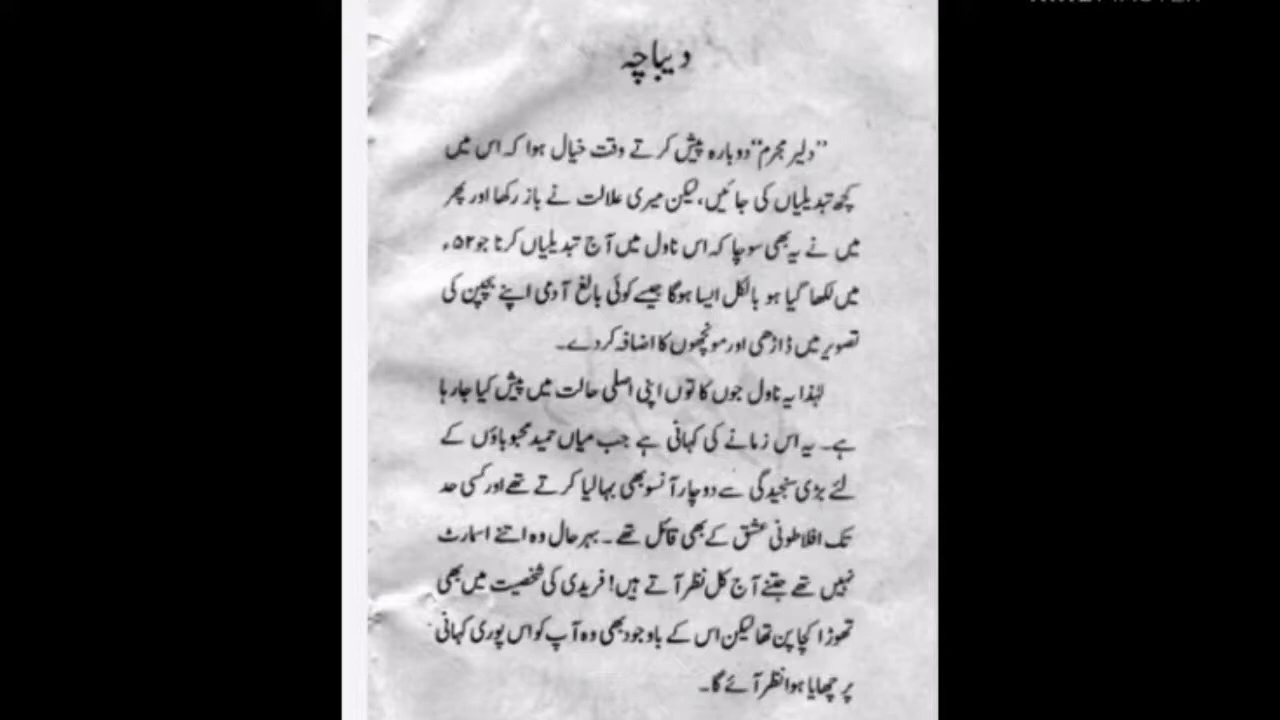 دیباچہ
”دلیر مجرم“ دوبارہ پیش کرتے وقت خیال ہوا کہ اس میں
کچھ تبدیلیاں کی جائیں، لیکن میری علالت نے باز رکھا اور پھر
میں نے یہ بھی سوچا کہ اس ناول میں آج تبدیلیاں کرنا جو ۵۲ء
میں لکھا گیا ہو بالکل ایسا ہوگا جیسے کوئی بالغ آدمی اپنے بچپن کی
تصویر میں ڈاڑھی اور مونچھوں کا اضافہ کردے۔
لہٰذا یہ ناول جوں کا توں اپنی اصلی حالت میں پیش کیا جارہا
ہے۔ یہ اس زمانے کی کہانی ہے جب میاں حمید محبوباؤں کے
لئے بڑی سنجیدگی سے دوچار آنسو بھی بہالیا کرتے تھے اور کسی حد
تک افلاطونی عشق کے بھی قائل تھے۔ بہرحال وہ اتنے اسمارٹ
نہیں تھے جتنے آج کل نظر آتے ہیں! فریدی کی شخصیت میں بھی
تھوڑا کچاپن تھا لیکن اس کے باوجود بھی وہ آپ کو اس پوری کہانی
پر چھایا ہوا نظر آئے گا۔